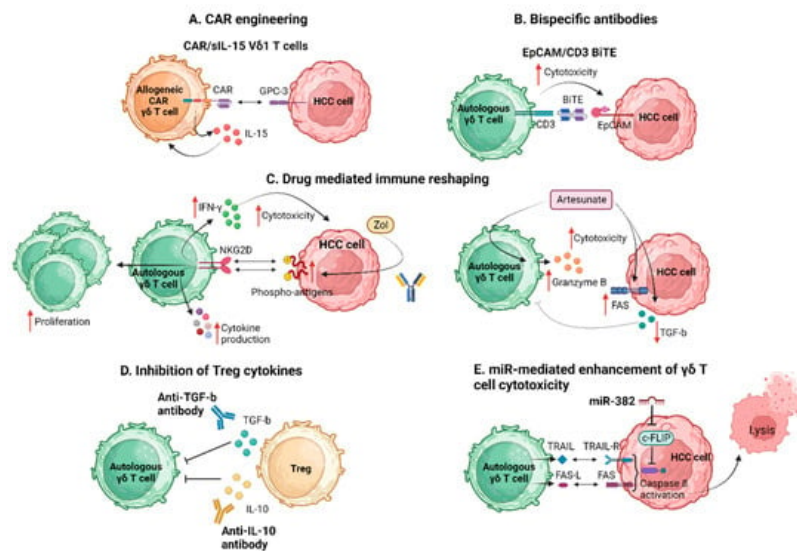 A. CAR engineering
CAR/sIL-15 Vδ1 T cells
Allogeneic
CAR
γδ T cell
CAR
GPC-3
HCC cell
IL-15
B. Bispecific antibodies
EpCAM/CD3 BiTE
Cytotoxicity
Autologous
γδ T cell
BiTE
CD3
EpCAM
HCC cell
C. Drug mediated immune reshaping
IFN-γ
Cytotoxicity
NKG2D
HCC cell
Zol
Autologous
γδ T cell
Phospho-antigens
Proliferation
Cytokine
production
Artesunate
Cytotoxicity
Autologous
γδ T cell
Granzyme B
HCC cell
FAS
TGF-b
D. Inhibition of Treg cytokines
Anti-TGF-b
antibody
TGF-b
Autologous
γδ T cell
Treg
IL-10
Anti-IL-10
antibody
E. miR-mediated enhancement of γδ T
cell cytotoxicity
miR-382
c-FLIP
TRAIL
TRAIL-R
HCC cell
Autologous
γδ T cell
FAS-L
FAS
Caspase 8
activation
Lysis